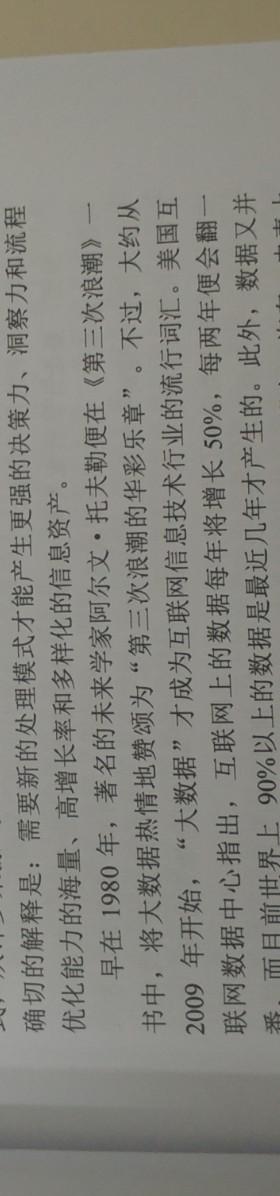 确切的解释是：需要新的处理模式才能产生更强的决策力、洞察力和流程
优化能力的海量、高增长率和多样化的信息资产。
早在 1980 年，著名的未来学家阿尔文·托夫勒便在《第三次浪潮》一
书中，将大数据热情地赞颂为“第三次浪潮的华彩乐章”。不过，大约从
2009 年开始，“大数据”才成为互联网信息技术行业的流行词汇。美国互
联网数据中心指出，互联网上的数据每年将增长 50%，每两年便会翻一
番，而目前世界上 90%以上的数据是最近几年才产生的。此外，数据又并